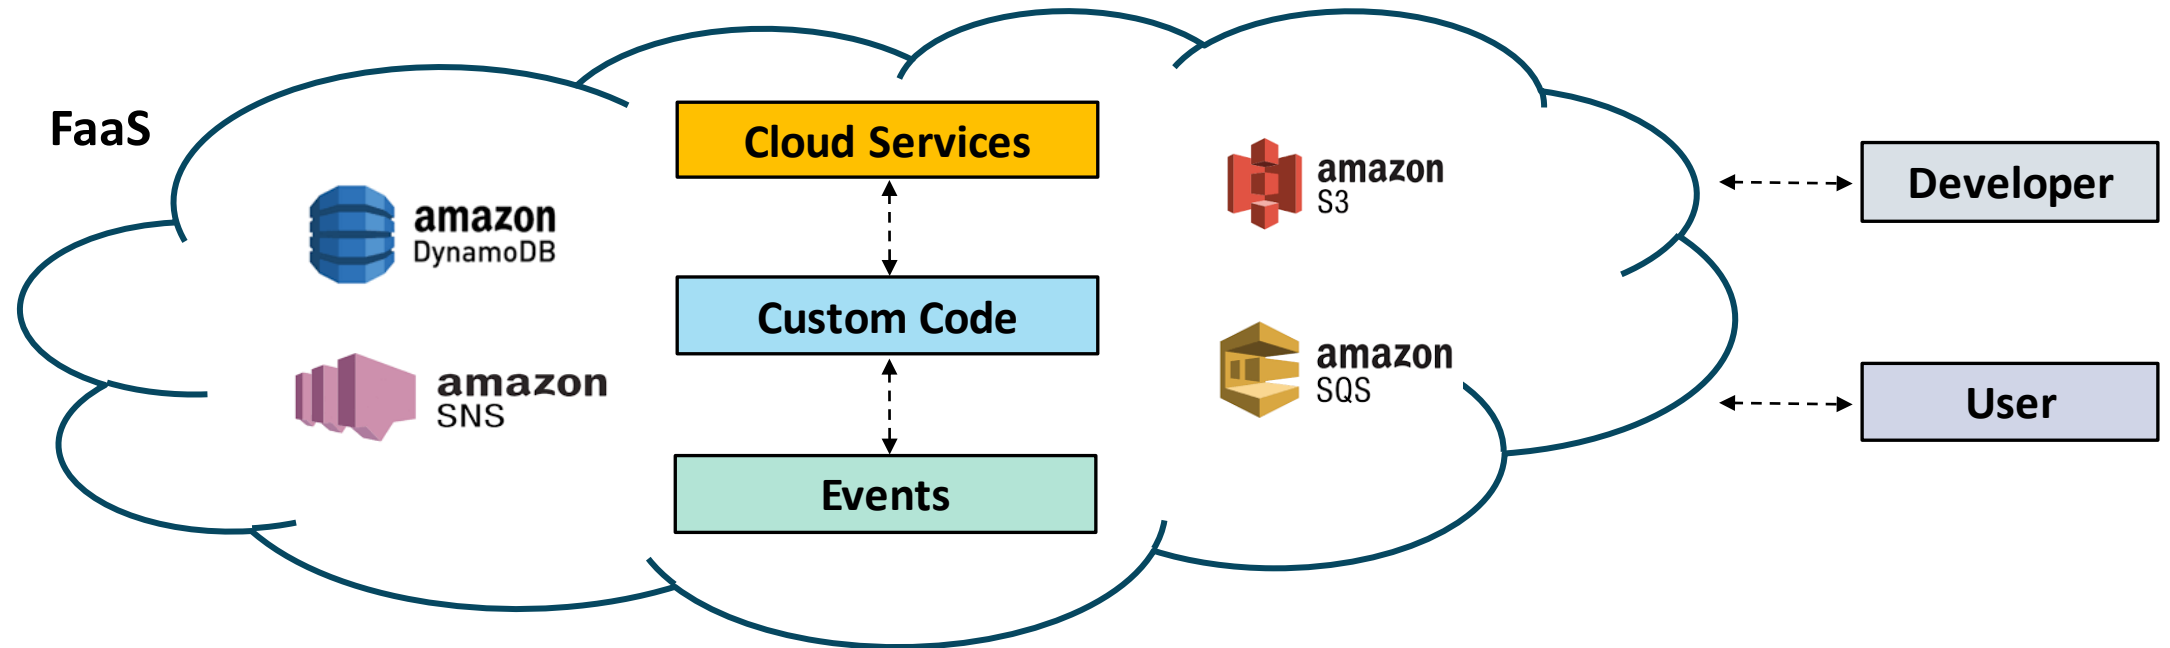 FaaS
Cloud Services
amazon
DynamoDB
amazon
S3
Developer
Custom Code
amazon
SNS
amazon
SQS
User
Events